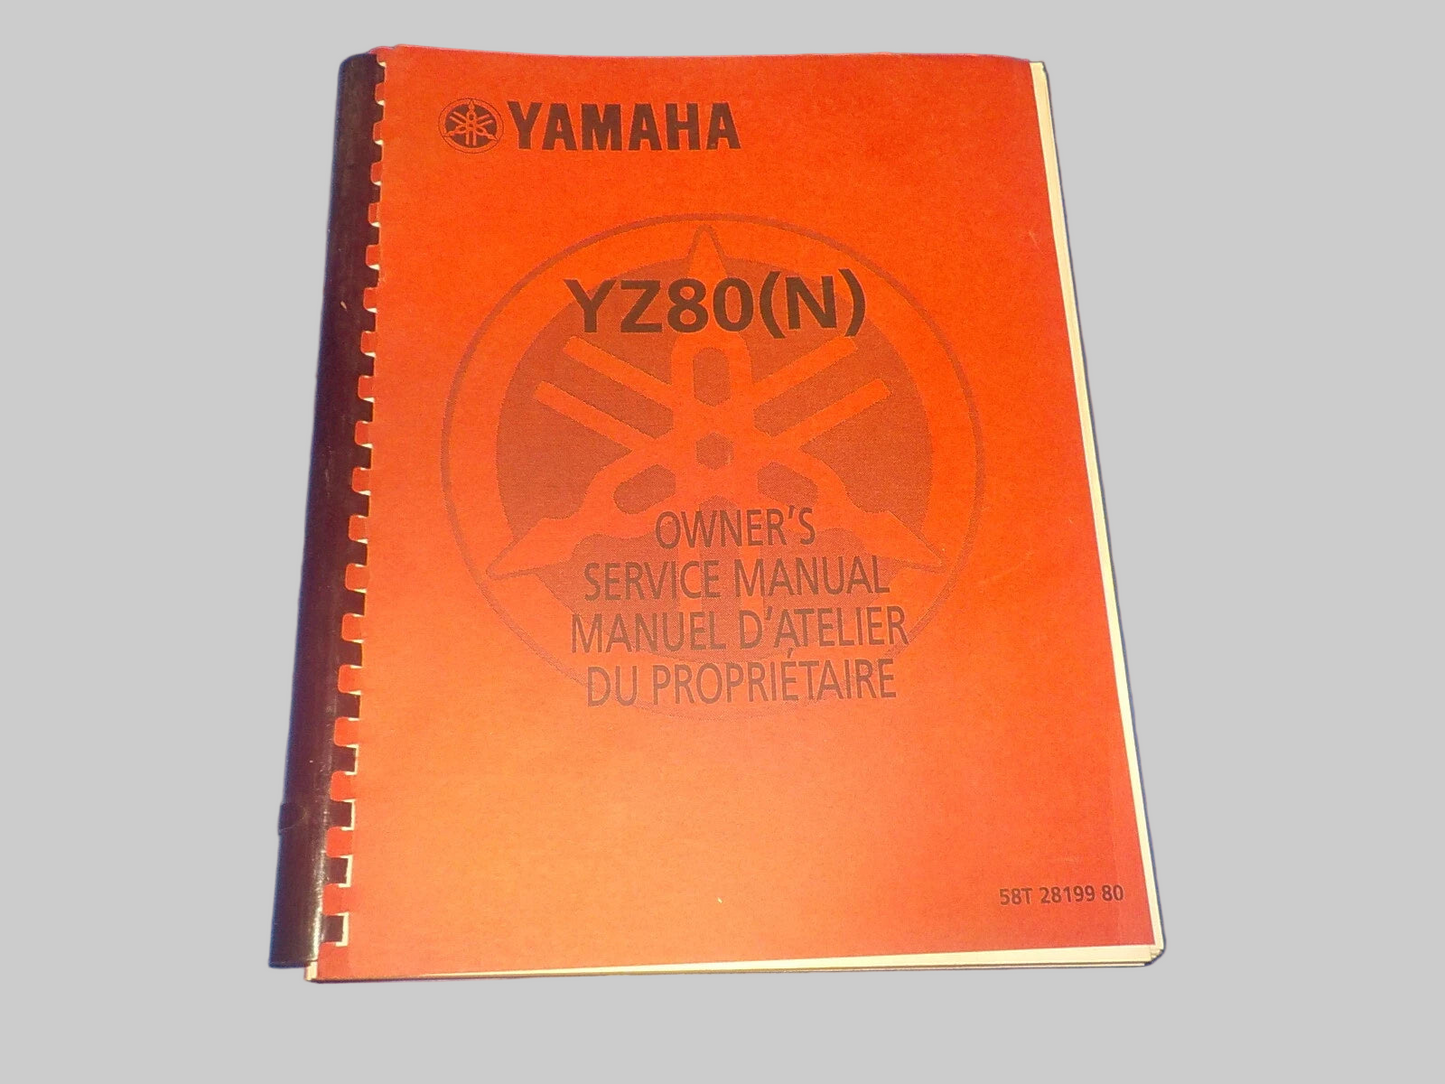 YAMAHA
YZ80(N)
OWNER'S
SERVICE MANUAL
MANUEL D'ATELIER
DU PROPRIÉTAIRE
58T 28199 80